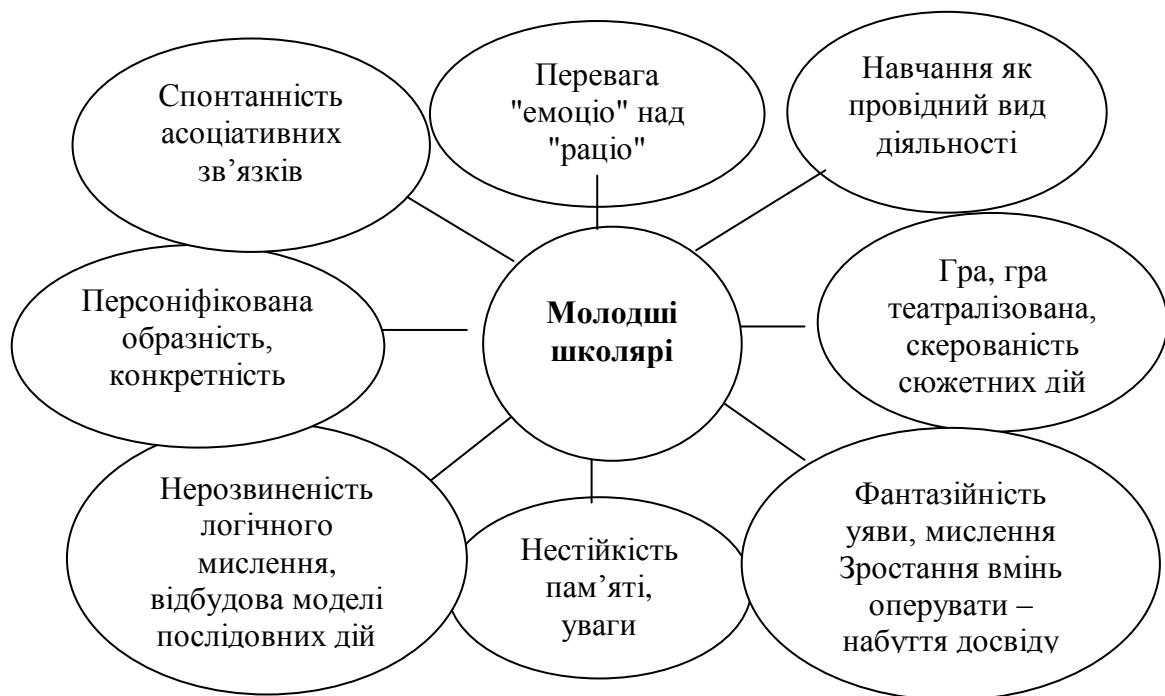 Спонтанність
асоціативних
зв’язків
Перевага
"емоціо" над
"раціо"
Навчання як
провідний вид
діяльності
Персоніфікована
образність,
конкретність
Молодші
школярі
Гра, гра
театралізована,
скерованість
сюжетних дій
Нерозвиненість
логічного
мислення,
відбудова моделі
послідовних дій
Нестійкість
пам’яті,
уваги
Фантазійність
уяви, мислення
Зростання вмінь
оперувати –
набуття досвіду